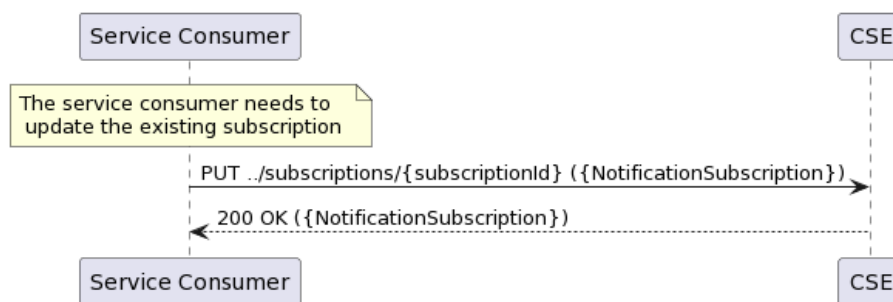 Service Consumer
CSE
The service consumer needs to
update the existing subscription
PUT ../subscriptions/{subscriptionId} ({NotificationSubscription})
200 OK ({NotificationSubscription})
Service Consumer
CSE